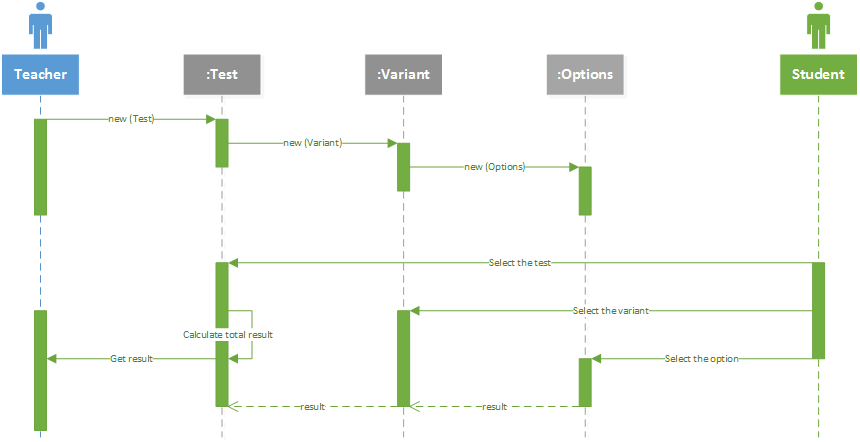 Teacher
:Test
:Variant
:Options
Student
new (Test)
new (Variant)
new (Options)
Select the test
Select the variant
Calculate total result
Get result
Select the option
result
result